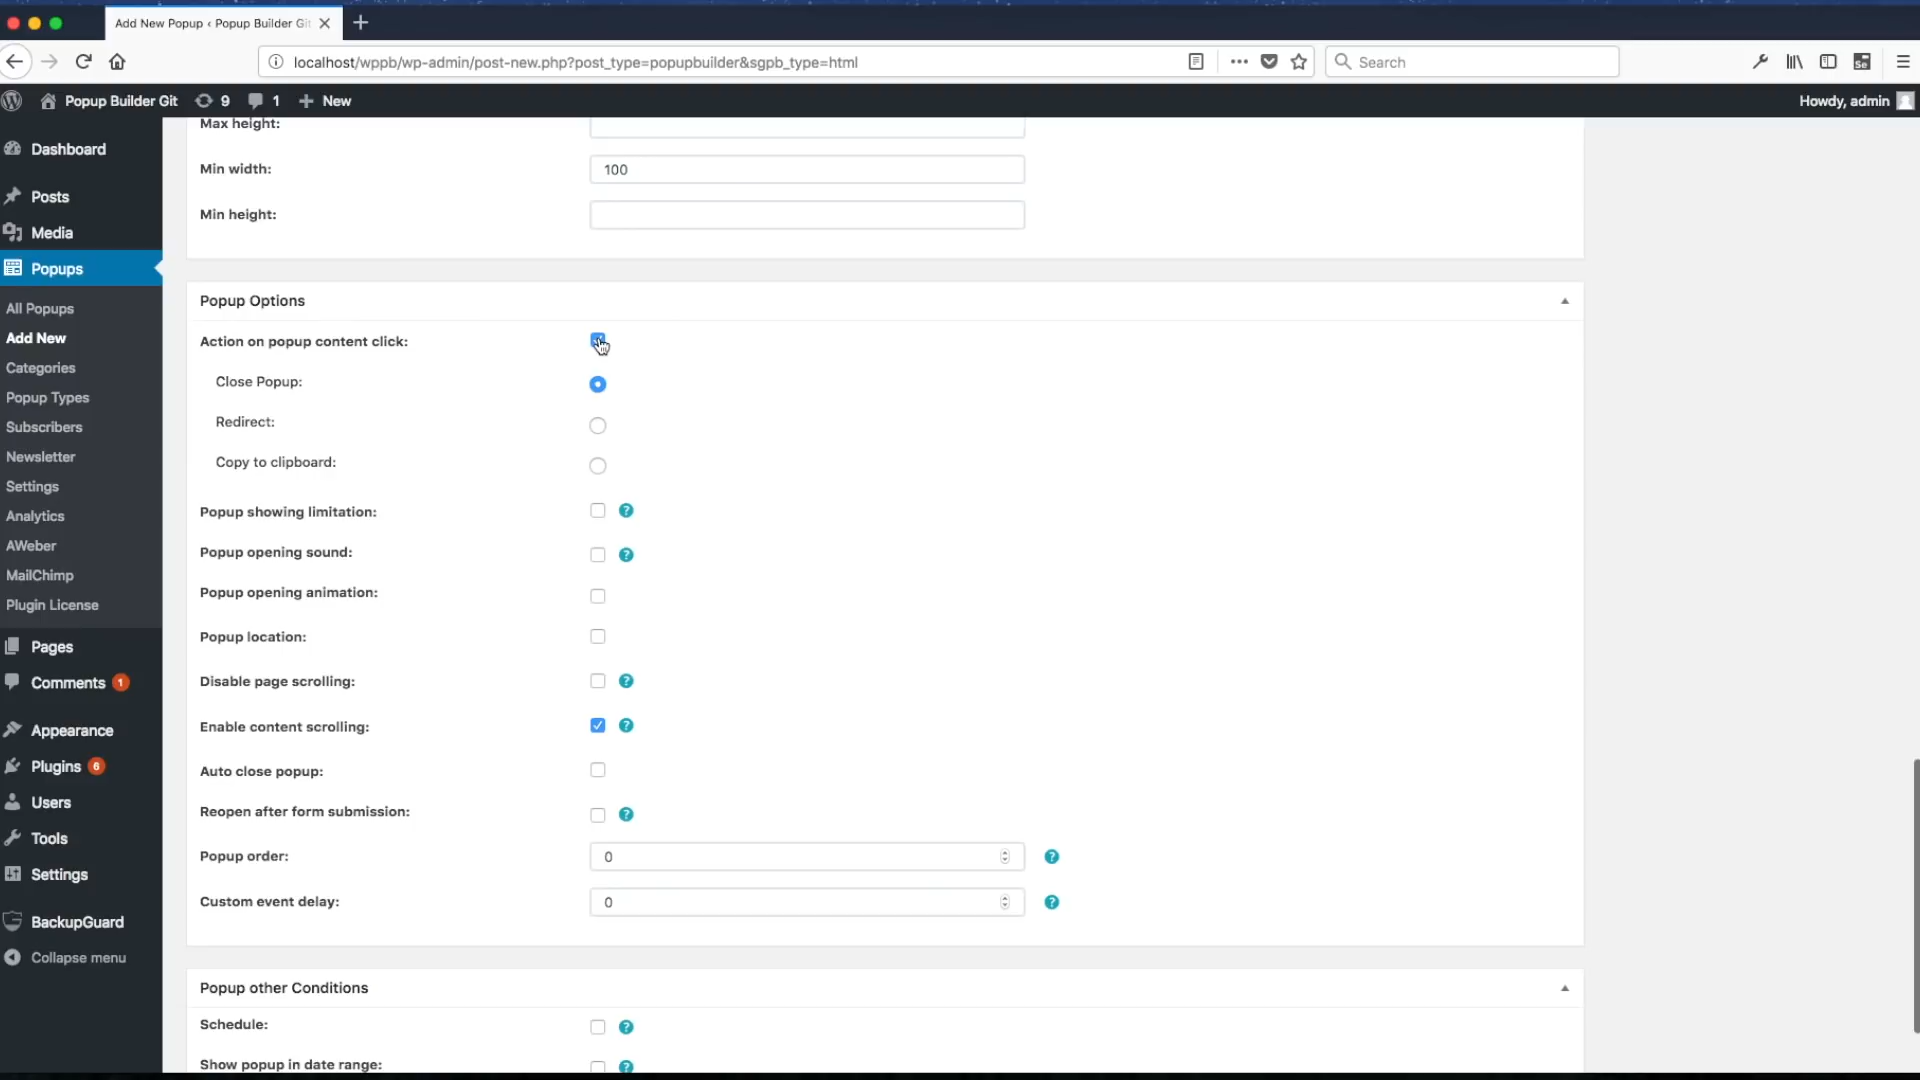 Add New Popup ‹ Popup Builder Git
localhost/wppb/wp-admin/post-new.php?post_type=popupbuilder&sgpb_type=html
Search
Popup Builder Git
9
1
New
Howdy, admin
Dashboard
Posts
Media
Popups
All Popups
Add New
Categories
Popup Types
Subscribers
Newsletter
Settings
Analytics
AWeber
MailChimp
Plugin License
Pages
Comments 1
Appearance
Plugins 6
Users
Tools
Settings
BackupGuard
Collapse menu
Max height:
Min width: 100
Min height:
Popup Options
Action on popup content click:
Close Popup:
Redirect:
Copy to clipboard:
Popup showing limitation: ?
Popup opening sound: ?
Popup opening animation:
Popup location:
Disable page scrolling: ?
Enable content scrolling: ?
Auto close popup:
Reopen after form submission: ?
Popup order: 0 ?
Custom event delay: 0 ?
Popup other Conditions
Schedule: ?
Show popup in date range: ?